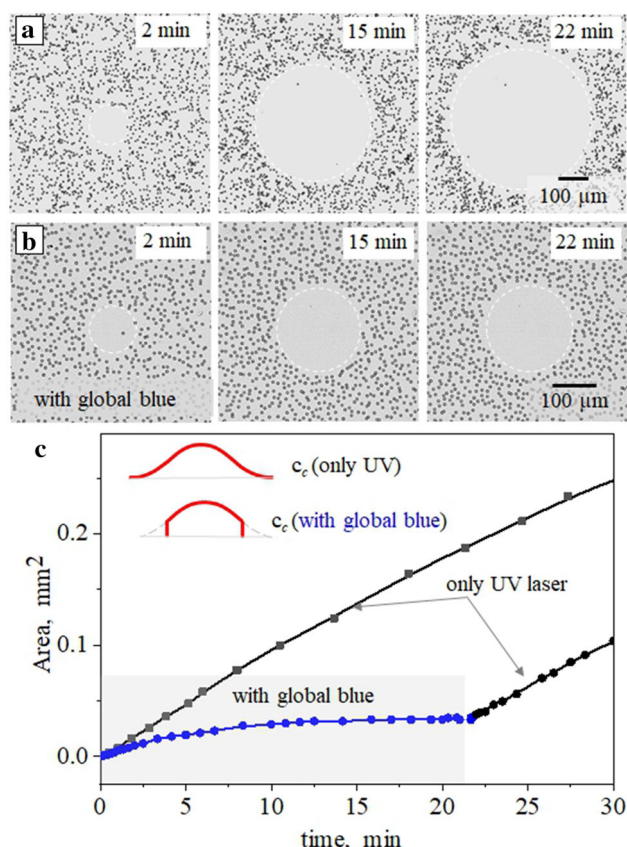 a
2 min
15 min
22 min
100 µm
b
2 min
15 min
22 min
with global blue
100 µm
c
c_c (only UV)
c_c (with global blue)
only UV laser
with global blue
Area, mm²
0.2
0.1
0.0
0
5
10
15
20
25
30
time, min